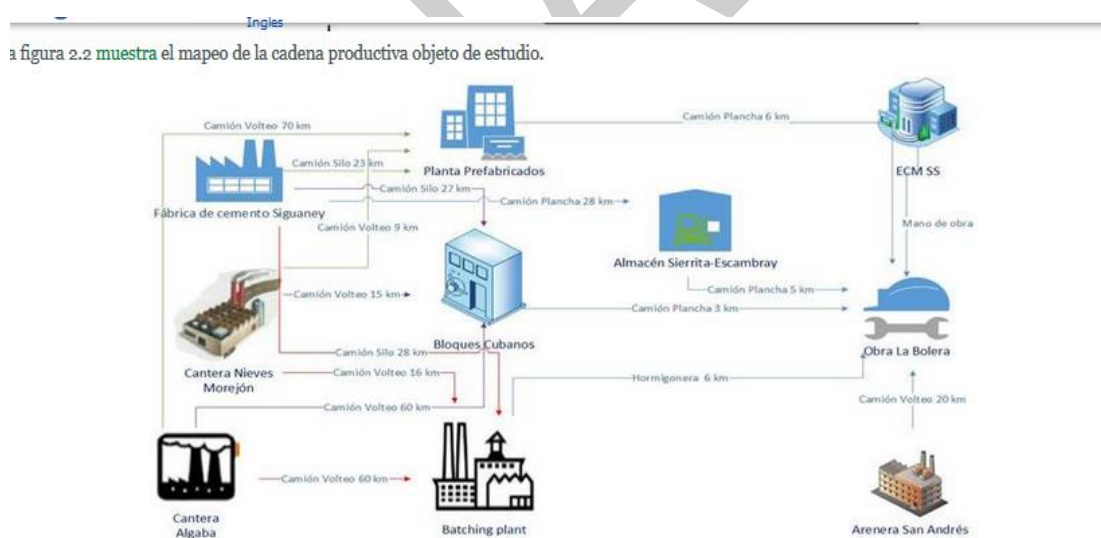 Ingles
a figura 2.2 muestra el mapeo de la cadena productiva objeto de estudio.
Camión Volteo 70 km
Camión Plancha 6 km
Camión Silo 23 km
Planta Prefabricados
ECM SS
Camión Silo 27 km
Camión Plancha 28 km
Fábrica de cemento Siguaney
Camión Volteo 9 km
Mano de obra
Almacén Sierrita-Escambray
Camión Plancha 5 km
Camión Volteo 15 km
Camión Plancha 3 km
Bloques Cubanos
Obra La Bolera
Camión Silo 28 km
Cantera Nieves
Morejón
Camión Volteo 16 km
Hormigonera 6 km
Camión Volteo 60 km
Camión Volteo 20 km
Camión Volteo 60 km
Cantera
Algaba
Batching plant
Arenera San Andrés